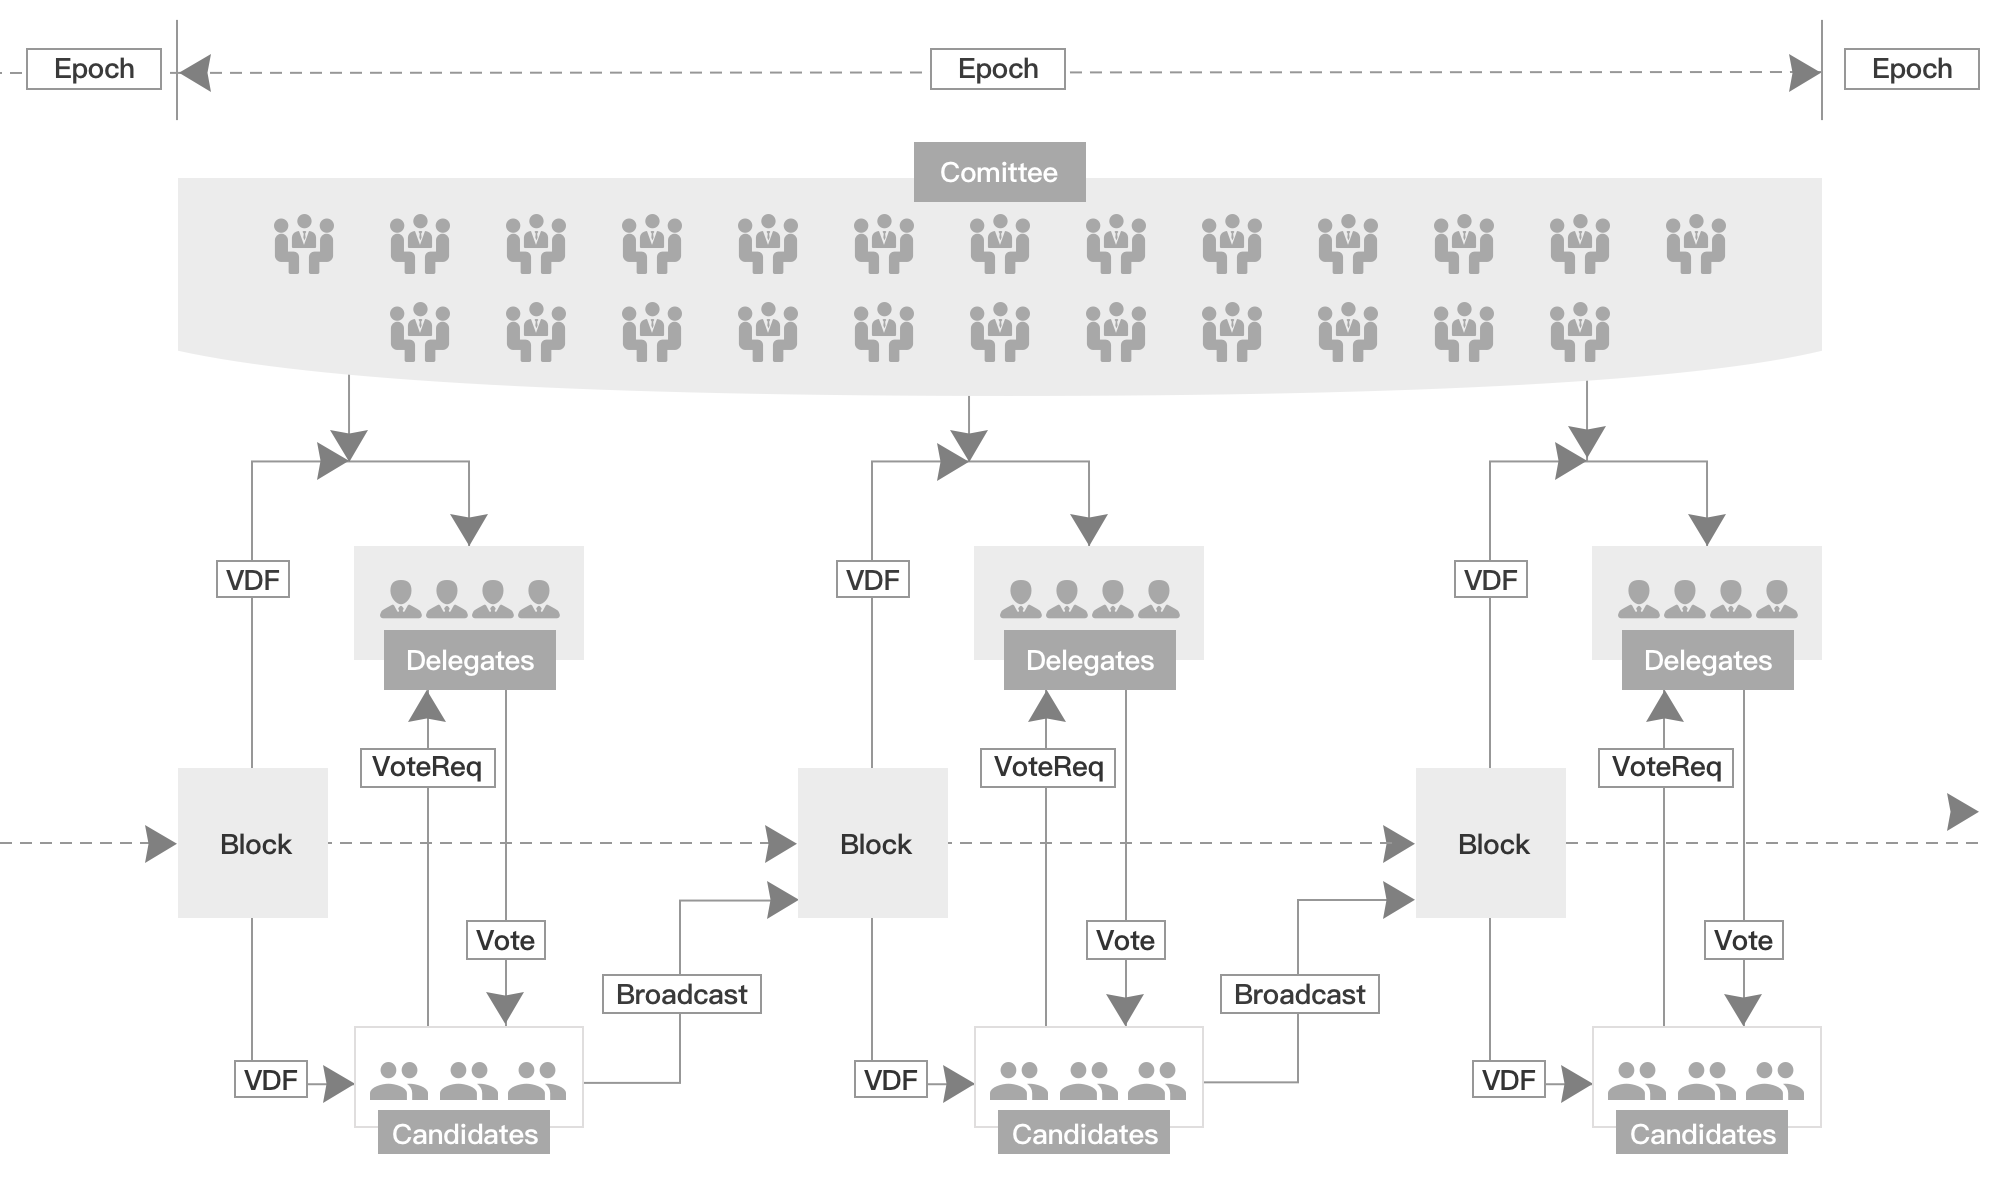 Epoch
Epoch
Epoch
Comittee
VDF
VDF
VDF
Delegates
Delegates
Delegates
VoteReq
VoteReq
VoteReq
Block
Block
Block
Vote
Vote
Vote
Broadcast
Broadcast
VDF
VDF
VDF
Candidates
Candidates
Candidates